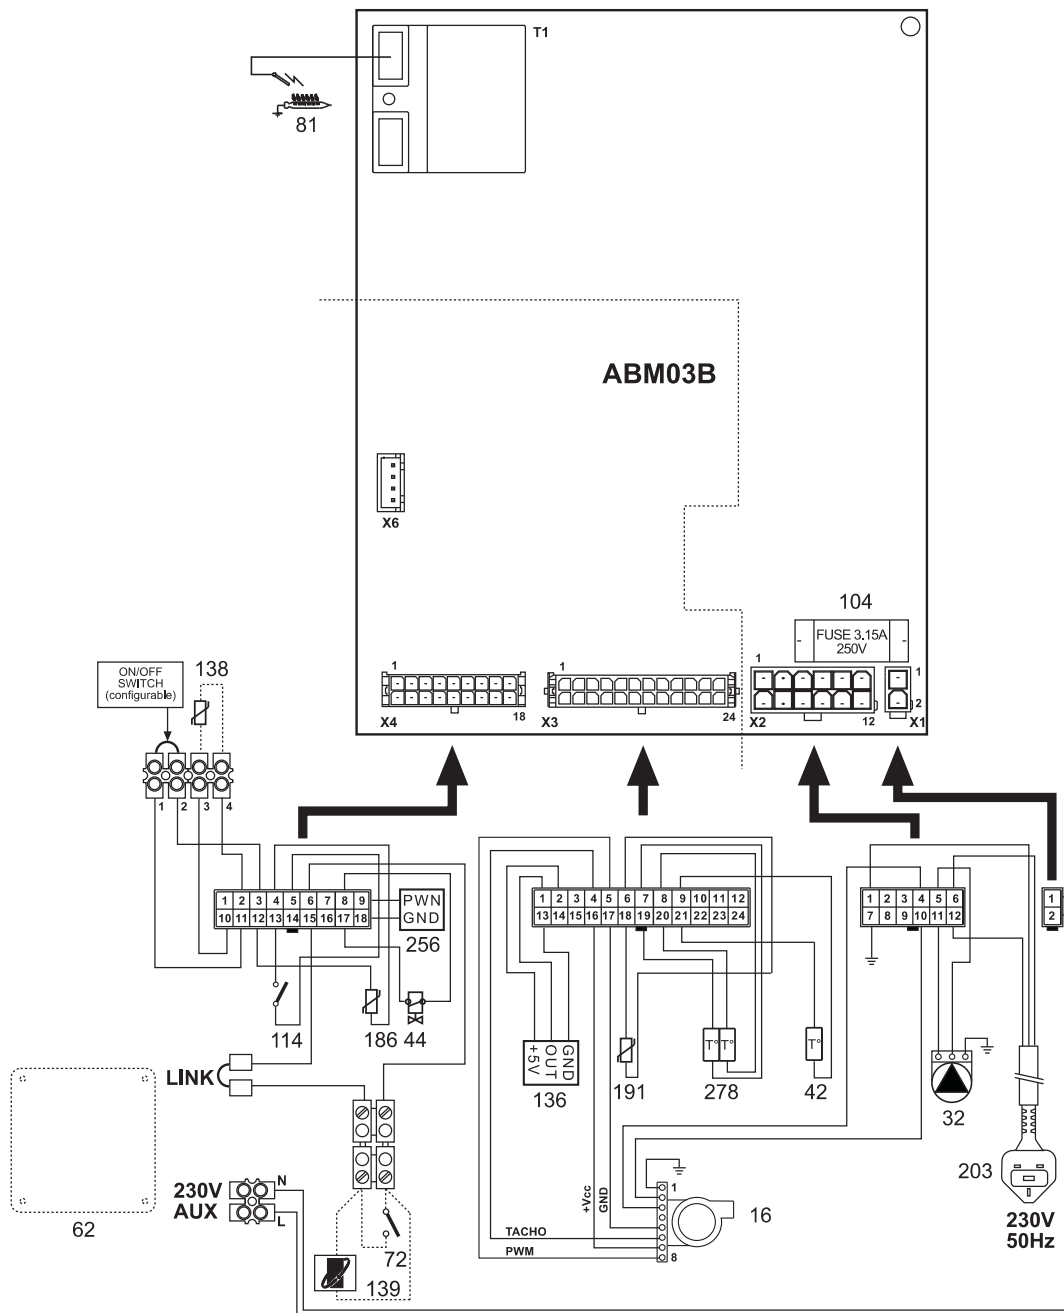 T1
81
ABM03B
X6
104
FUSE 3.15A
250V
1
1
1
1
2
X4
18
X3
24
X2
12
X1
ON/OFF
SWITCH
(configurable)
138
1 2 3 4
1 2 3 4 5 6 7 8 9
10 11 12 13 14 15 16 17 18
PWN
GND
256
1 2 3 4 5 6 7 8 9 10 11 12
13 14 15 16 17 18 19 20 21 22 23 24
1 2 3 4 5 6
7 8 9 10 11 12
1
2
114
186
44
+5V
OUT
GND
136
191
T° T°
278
T°
42
32
LINK
203
230V
50Hz
62
230V
AUX
N
L
72
139
+Vcc
GND
TACHO
PWM
1
8
16